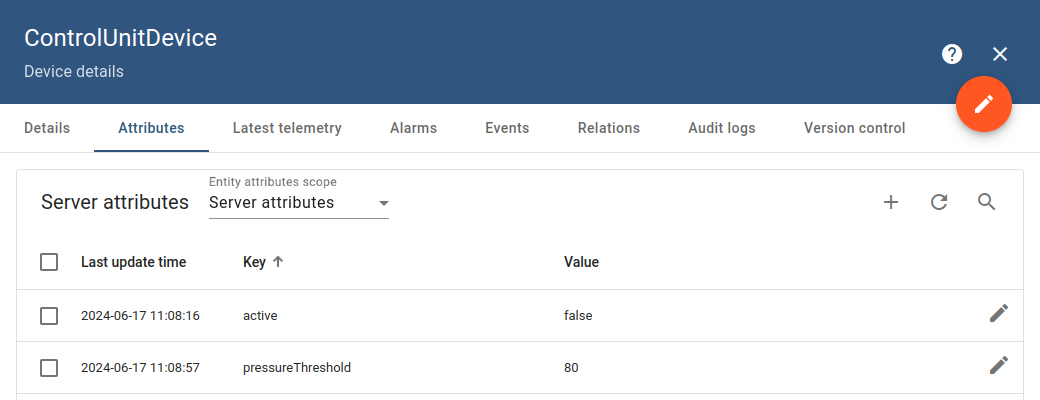 ControlUnitDevice
Device details
?
Details Attributes Latest telemetry Alarms Events Relations Audit logs Version control
Entity attributes scope
Server attributes Server attributes
Last update time Key Value
2024-06-17 11:08:16 active false
2024-06-17 11:08:57 pressureThreshold 80